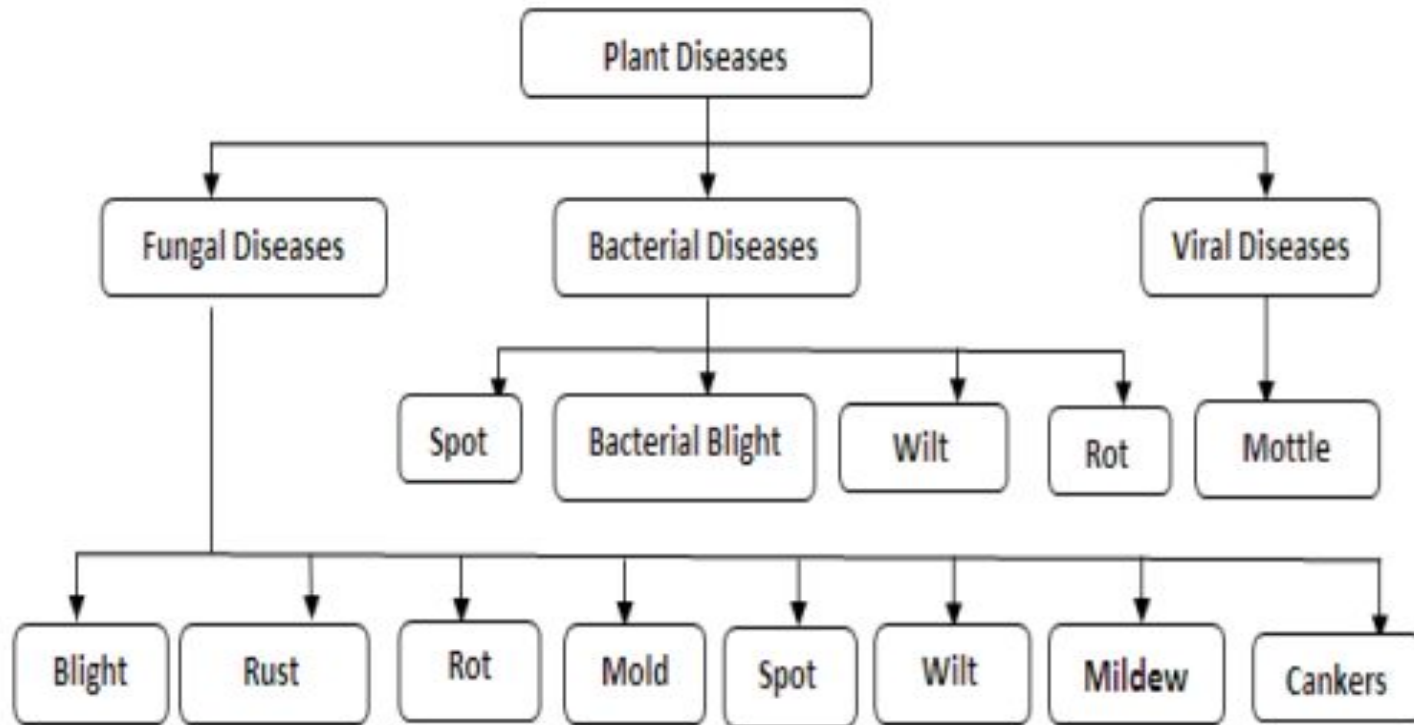 Plant Diseases
Fungal Diseases
Bacterial Diseases
Viral Diseases
Spot
Bacterial Blight
Wilt
Rot
Mottle
Blight
Rust
Rot
Mold
Spot
Wilt
Mildew
Cankers